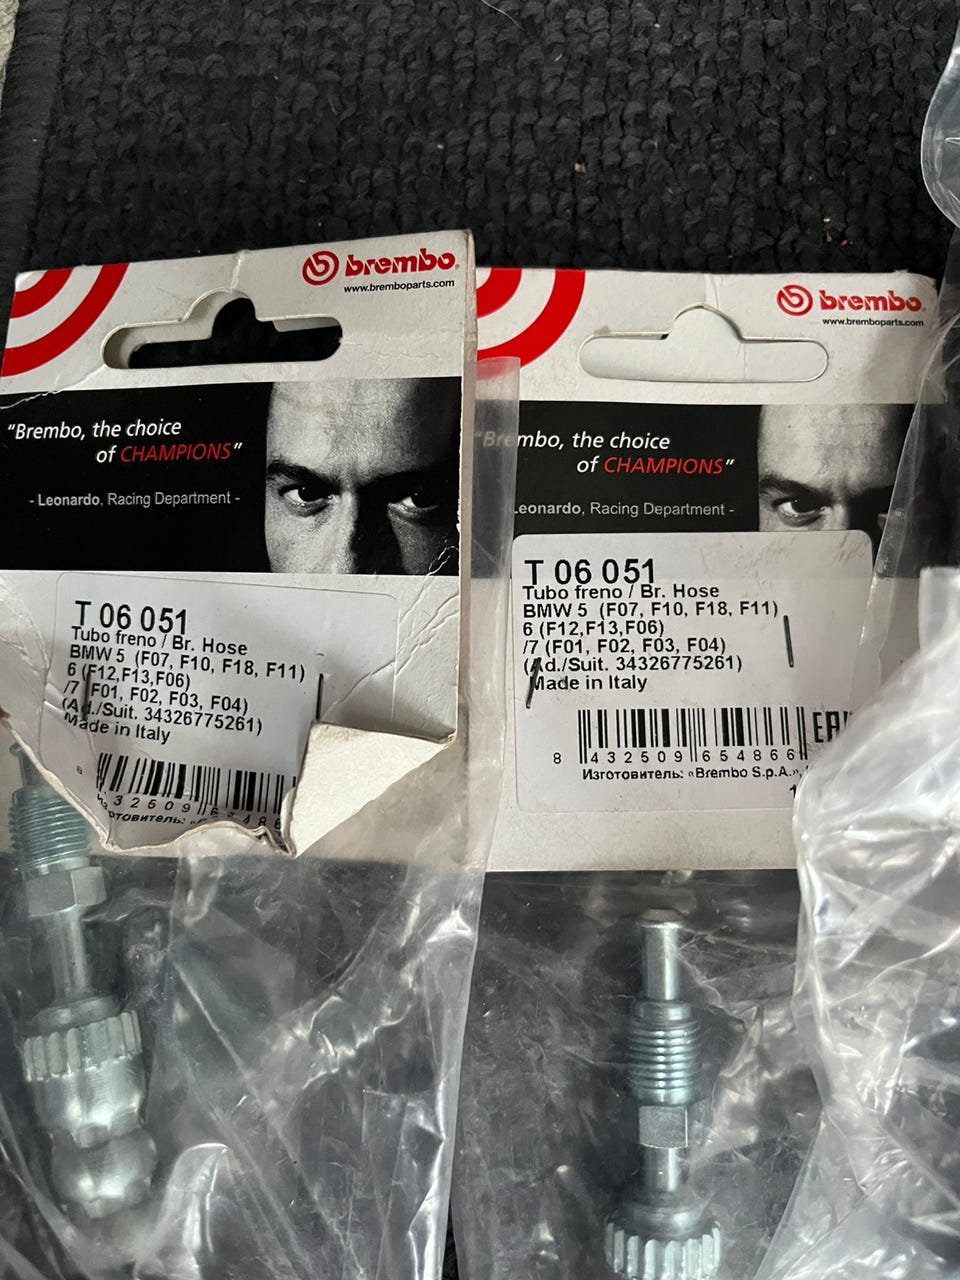 brembo
www.bremboparts.com
"Brembo, the choice
of CHAMPIONS"
- Leonardo, Racing Department -
T 06 051
Tubo freno / Br. Hose
BMW 5 (F07, F10, F18, F11)
6 (F12,F13,F06)
/7 (F01, F02, F03, F04)
(Ad./Suit. 34326775261)
Made in Italy
brembo
www.bremboparts.com
"Brembo, the choice
of CHAMPIONS"
Leonardo, Racing Department -
T 06 051
Tubo freno / Br. Hose
BMW 5 (F07, F10, F18, F11)
6 (F12,F13,F06)
/7 (F01, F02, F03, F04)
(Ad./Suit. 34326775261)
Made in Italy
8 432509 654866
Изготовитель: «Brembo S.p.A.»,